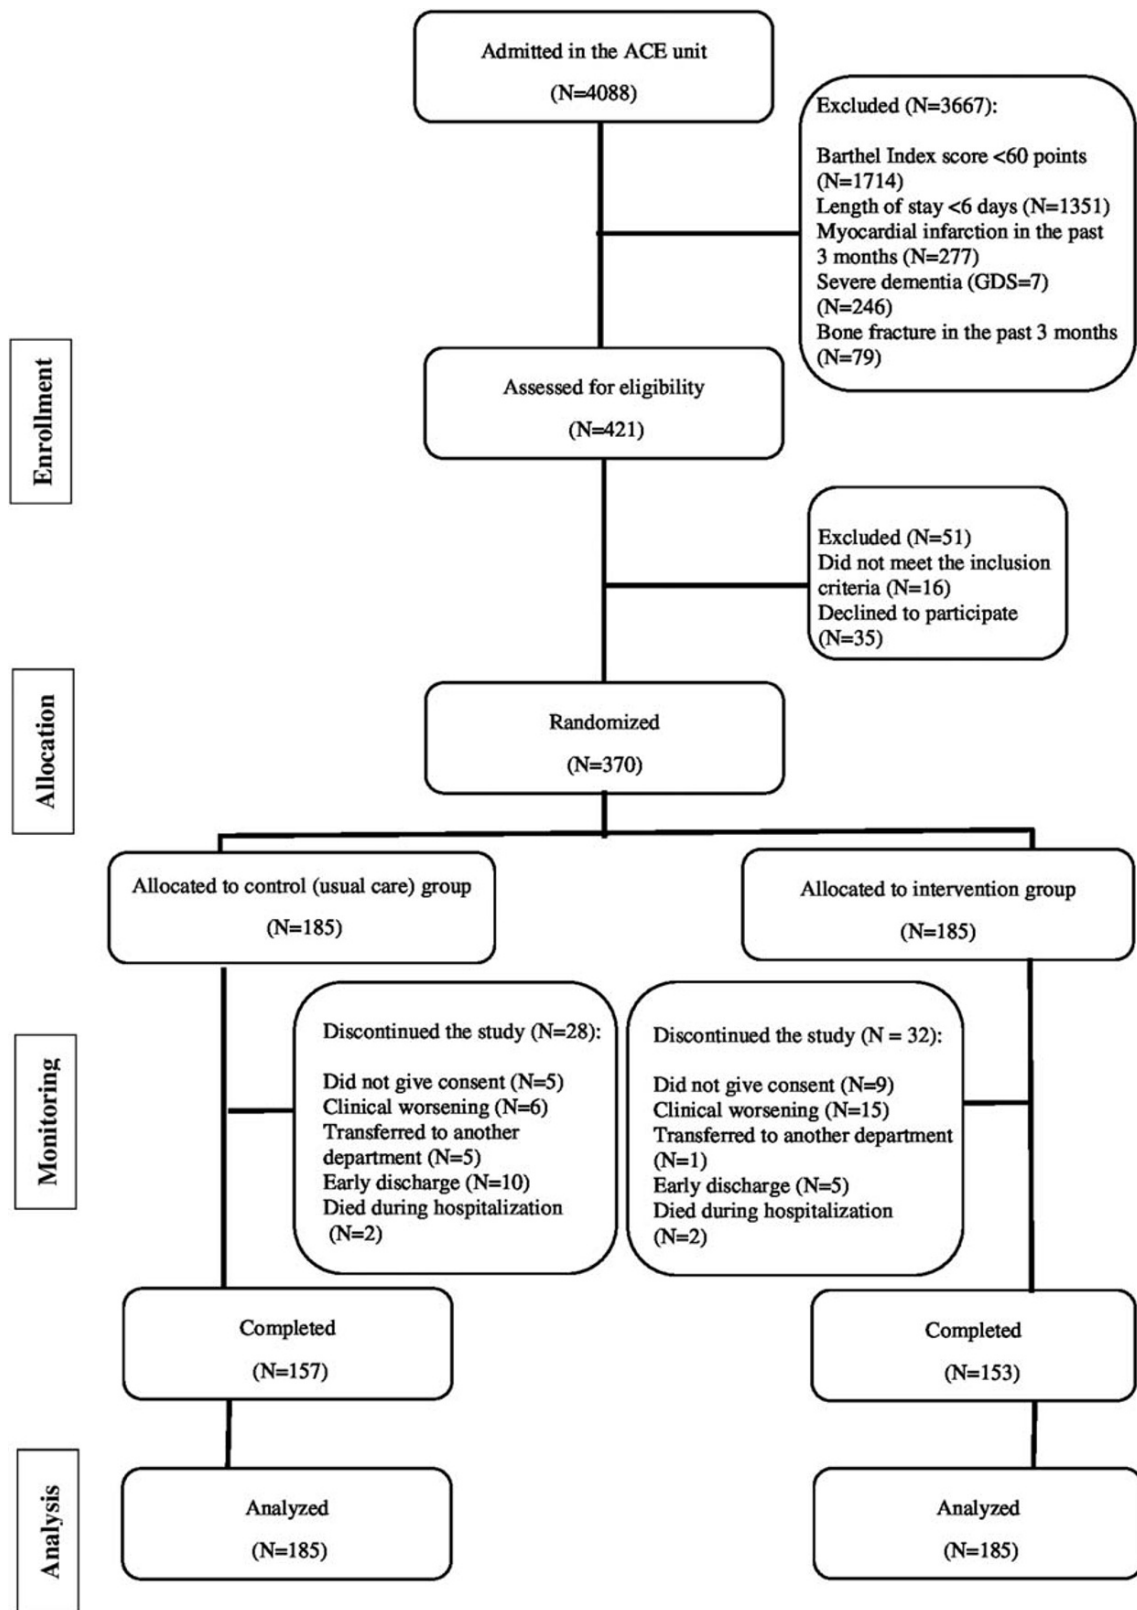 Admitted in the ACE unit
(N=4088)
Excluded (N=3667):
Barthel Index score <60 points
(N=1714)
Length of stay <6 days (N=1351)
Myocardial infarction in the past
3 months (N=277)
Severe dementia (GDS=7)
(N=246)
Bone fracture in the past 3 months
(N=79)
Enrollment
Assessed for eligibility
(N=421)
Excluded (N=51)
Did not meet the inclusion
criteria (N=16)
Declined to participate
(N=35)
Allocation
Randomized
(N=370)
Allocated to control (usual care) group
(N=185)
Allocated to intervention group
(N=185)
Monitoring
Discontinued the study (N=28):
Did not give consent (N=5)
Clinical worsening (N=6)
Transferred to another
department (N=5)
Early discharge (N=10)
Died during hospitalization
(N=2)
Discontinued the study (N = 32):
Did not give consent (N=9)
Clinical worsening (N=15)
Transferred to another department
(N=1)
Early discharge (N=5)
Died during hospitalization
(N=2)
Completed
(N=157)
Completed
(N=153)
Analysis
Analyzed
(N=185)
Analyzed
(N=185)